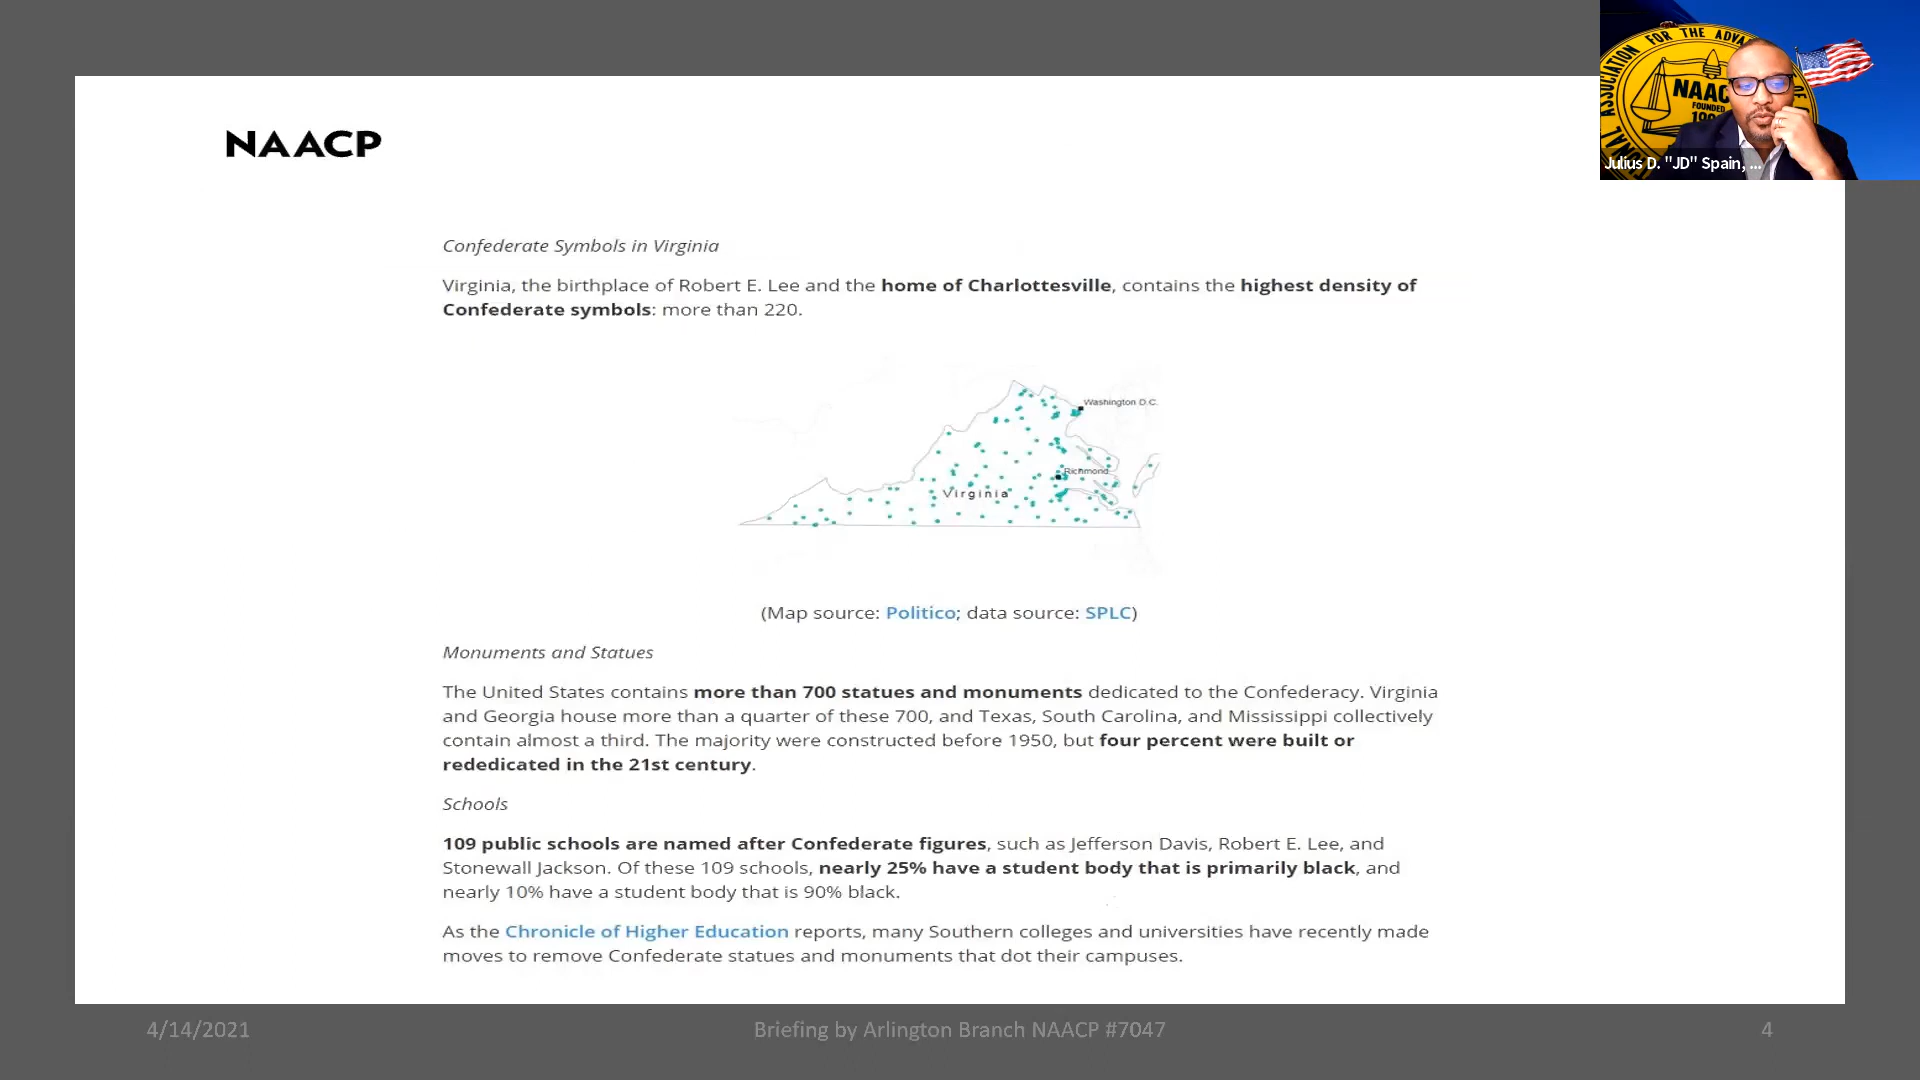 NAACP
Confederate Symbols in Virginia
Virginia, the birthplace of Robert E. Lee and the home of Charlottesville, contains the highest density of
Confederate symbols: more than 220.
Washington D.C.
Richmond
Virginia
(Map source: Politico; data source: SPLC)
Monuments and Statues
The United States contains more than 700 statues and monuments dedicated to the Confederacy. Virginia
and Georgia house more than a quarter of these 700, and Texas, South Carolina, and Mississippi collectively
contain almost a third. The majority were constructed before 1950, but four percent were built or
rededicated in the 21st century.
Schools
109 public schools are named after Confederate figures, such as Jefferson Davis, Robert E. Lee, and
Stonewall Jackson. Of these 109 schools, nearly 25% have a student body that is primarily black, and
nearly 10% have a student body that is 90% black.
As the Chronicle of Higher Education reports, many Southern colleges and universities have recently made
moves to remove Confederate statues and monuments that dot their campuses.
4/14/2021
Briefing by Arlington Branch NAACP #7047
4
ASSOCIATION FOR THE ADVA
OF
NAAC
FOUNDED
Julius D. "JD" Spain, ...